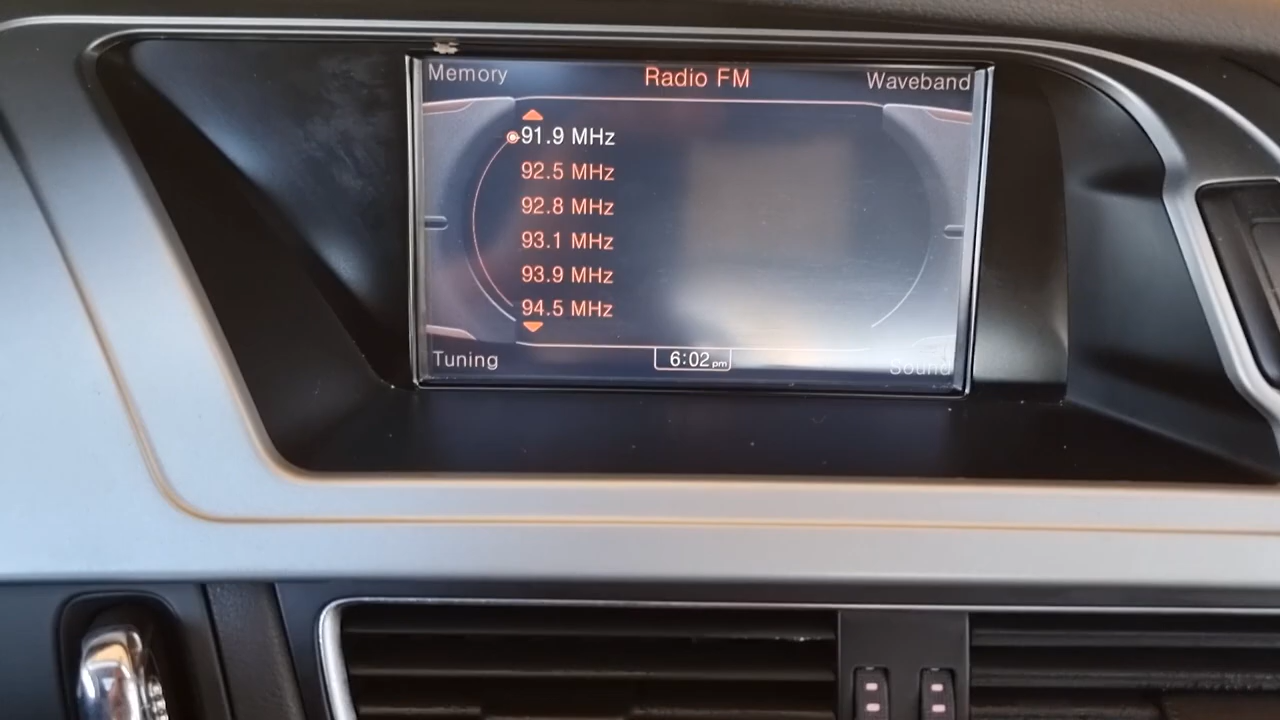 Memory
Radio FM
Waveband
91.9 MHz
92.5 MHz
92.8 MHz
93.1 MHz
93.9 MHz
94.5 MHz
Tuning
6:02 pm
Sound